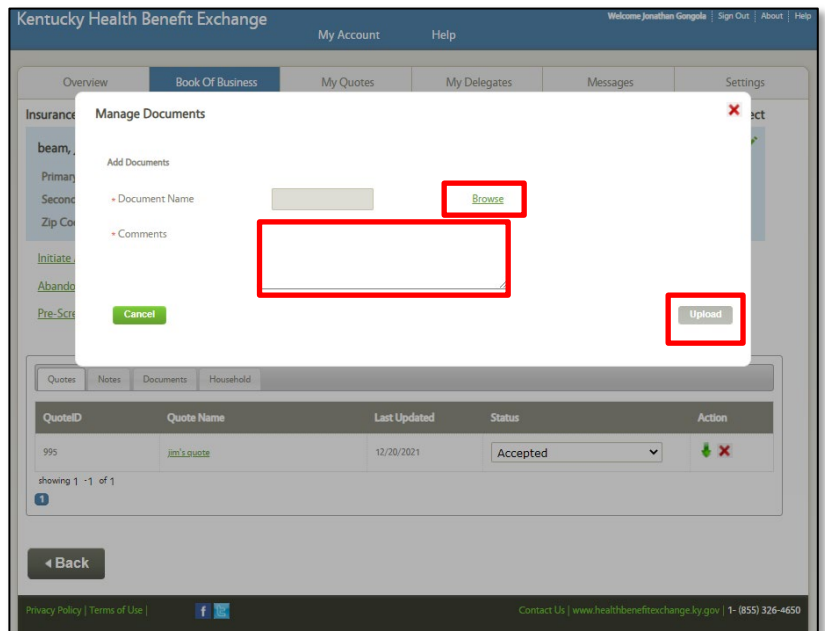 Kentucky Health Benefit Exchange
Welcome Jonathan Gongola | Sign Out | About | Help
My Account Help
Overview Book Of Business My Quotes My Delegates Messages Settings
Insurance
Manage Documents
ect
beam,
Add Documents
Primary
* Document Name Browse
Second
Zip Co
* Comments
Initiate
Abando
Pre-Scre
Cancel Upload
Quotes Notes Documents Household
QuoteID Quote Name Last Updated Status Action
995 jim's quote 12/20/2021 Accepted
showing 1 -1 of 1
1
Back
Privacy Policy | Terms of Use |
Contact Us | www.healthbenefitexchange.ky.gov | 1- (855) 326-4650